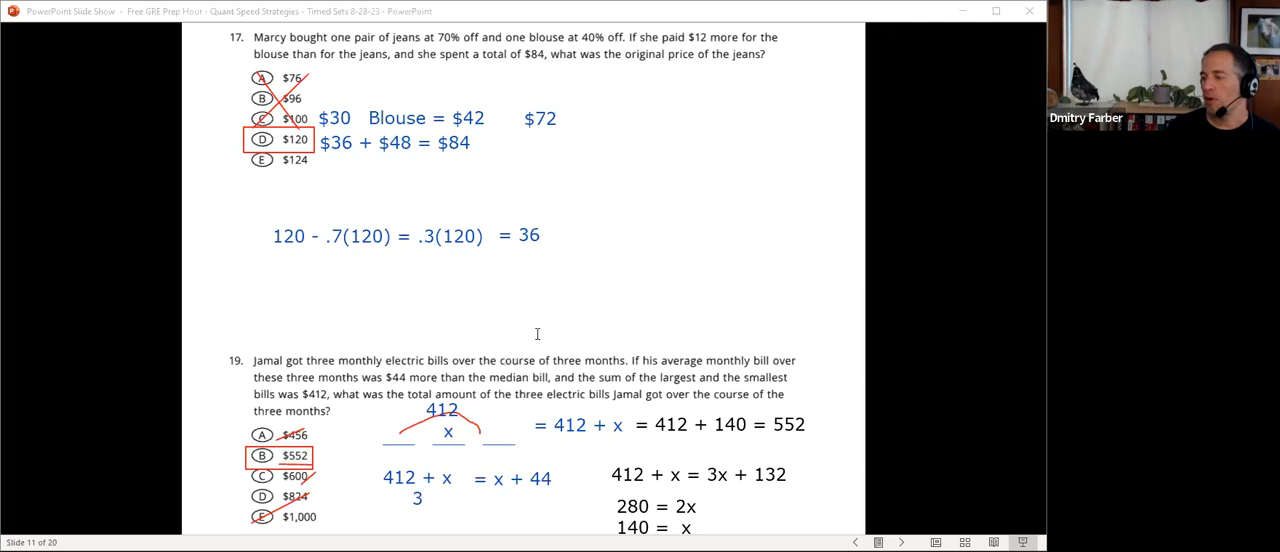 PowerPoint Slide Show - Free GRE Prep Hour - Quant Speed Strategies - Timed Sets 8-28-23 - PowerPoint
17. Marcy bought one pair of jeans at 70% off and one blouse at 40% off. If she paid $12 more for the
blouse than for the jeans, and she spent a total of $84, what was the original price of the jeans?
A $76
B $96
C $100 $30 Blouse = $42 $72
D $120 $36 + $48 = $84
E $124
120 - .7(120) = .3(120) = 36
19. Jamal got three monthly electric bills over the course of three months. If his average monthly bill over
these three months was $44 more than the median bill, and the sum of the largest and the smallest
bills was $412, what was the total amount of the three electric bills Jamal got over the course of the
three months?
412
x = 412 + x = 412 + 140 = 552
A $456
B $552
C $600
D $824
E $1,000
412 + x = x + 44
3
412 + x = 3x + 132
280 = 2x
140 = x
Slide 11 of 20
Dmitry Farber